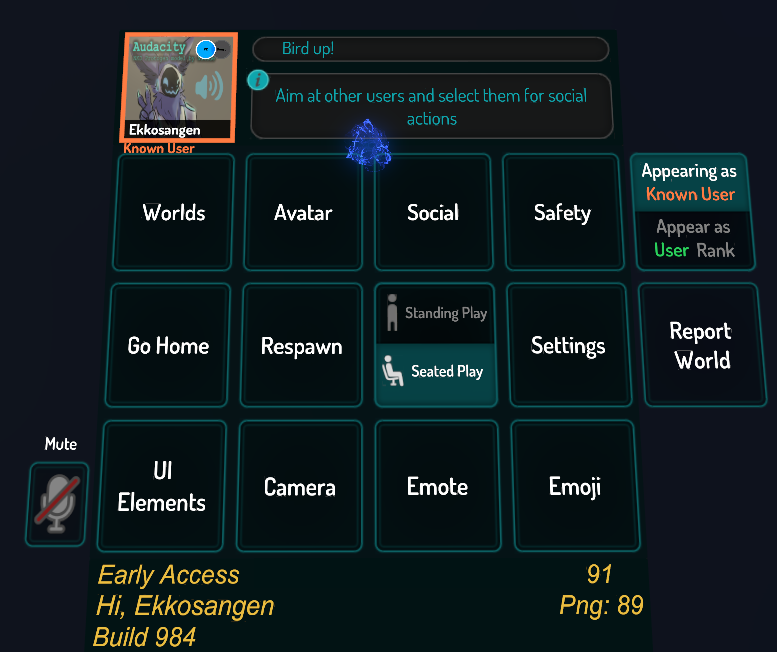 Audacity
Bird up!
Aim at other users and select them for social
actions
Ekkosangen
Known User
Worlds
Avatar
Social
Safety
Appearing as
Known User
Appear as
User Rank
Go Home
Respawn
Standing Play
Seated Play
Settings
Report
World
Mute
UI
Elements
Camera
Emote
Emoji
Early Access
91
Hi, Ekkosangen
Png: 89
Build 984